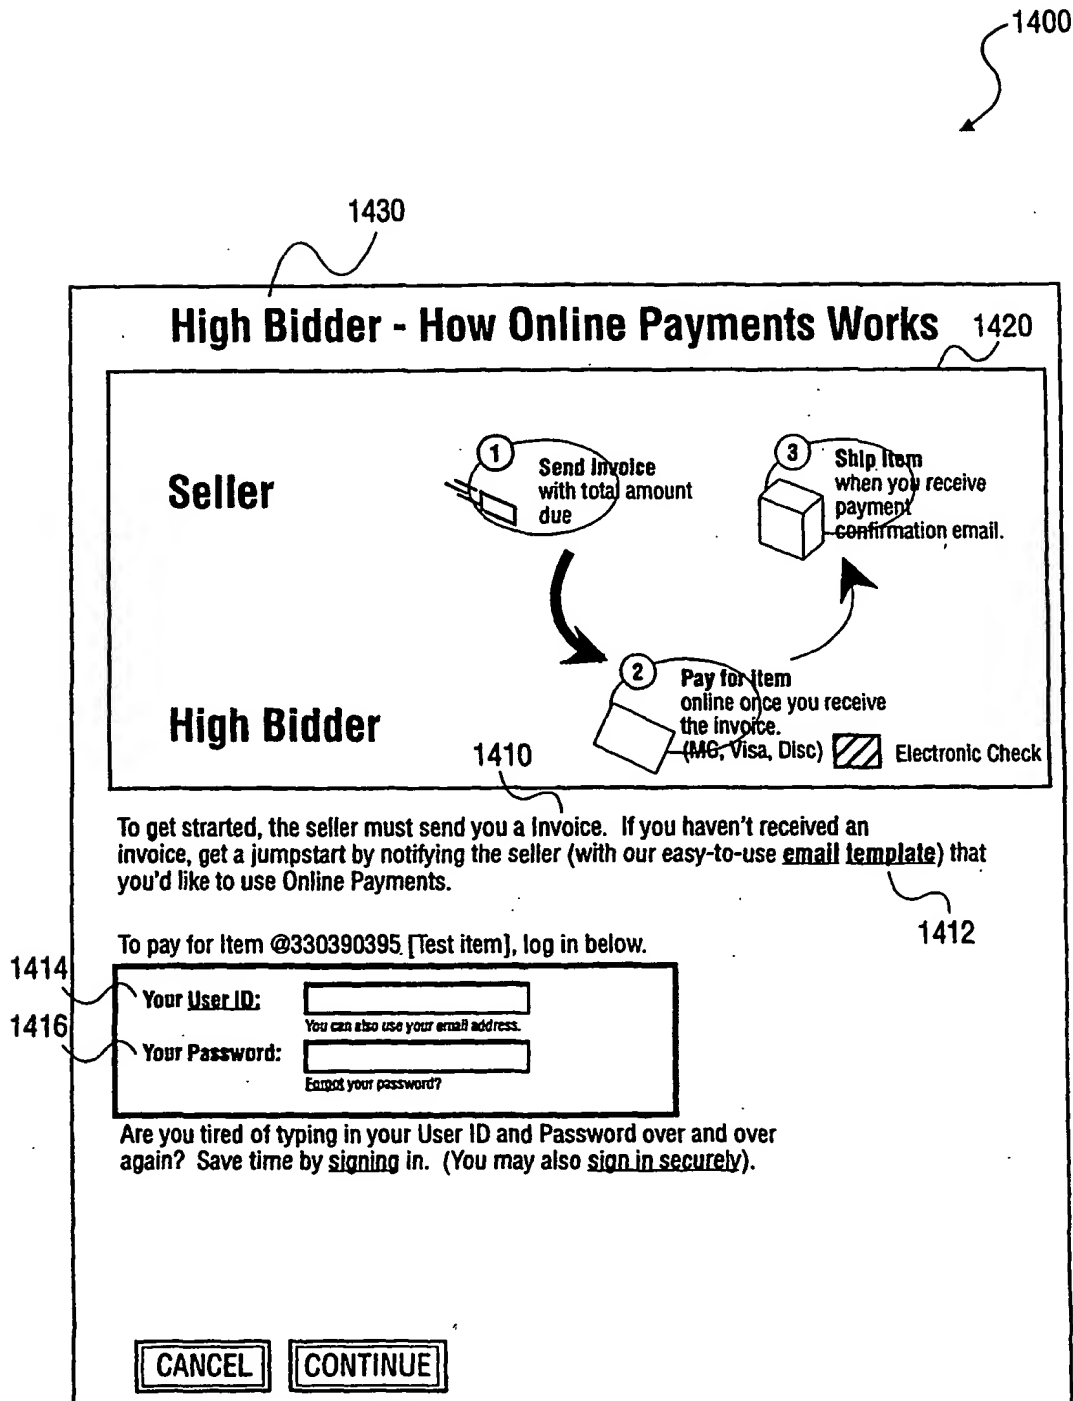 1400
1430
High Bidder - How Online Payments Works
1420
Seller
1
Send Invoice
with total amount
due
3
Ship Item
when you receive
payment
confirmation email.
High Bidder
2
Pay for item
online once you receive
the invoice.
(MC, Visa, Disc)
Electronic Check
1410
To get strarted, the seller must send you a Invoice. If you haven't received an
invoice, get a jumpstart by notifying the seller (with our easy-to-use email template) that
you'd like to use Online Payments.
1412
To pay for Item @330390395 [Test item], log in below.
1414
Your User ID:
You can also use your email address.
1416
Your Password:
Forgot your password?
Are you tired of typing in your User ID and Password over and over
again? Save time by signing in. (You may also sign in securely).
CANCEL
CONTINUE